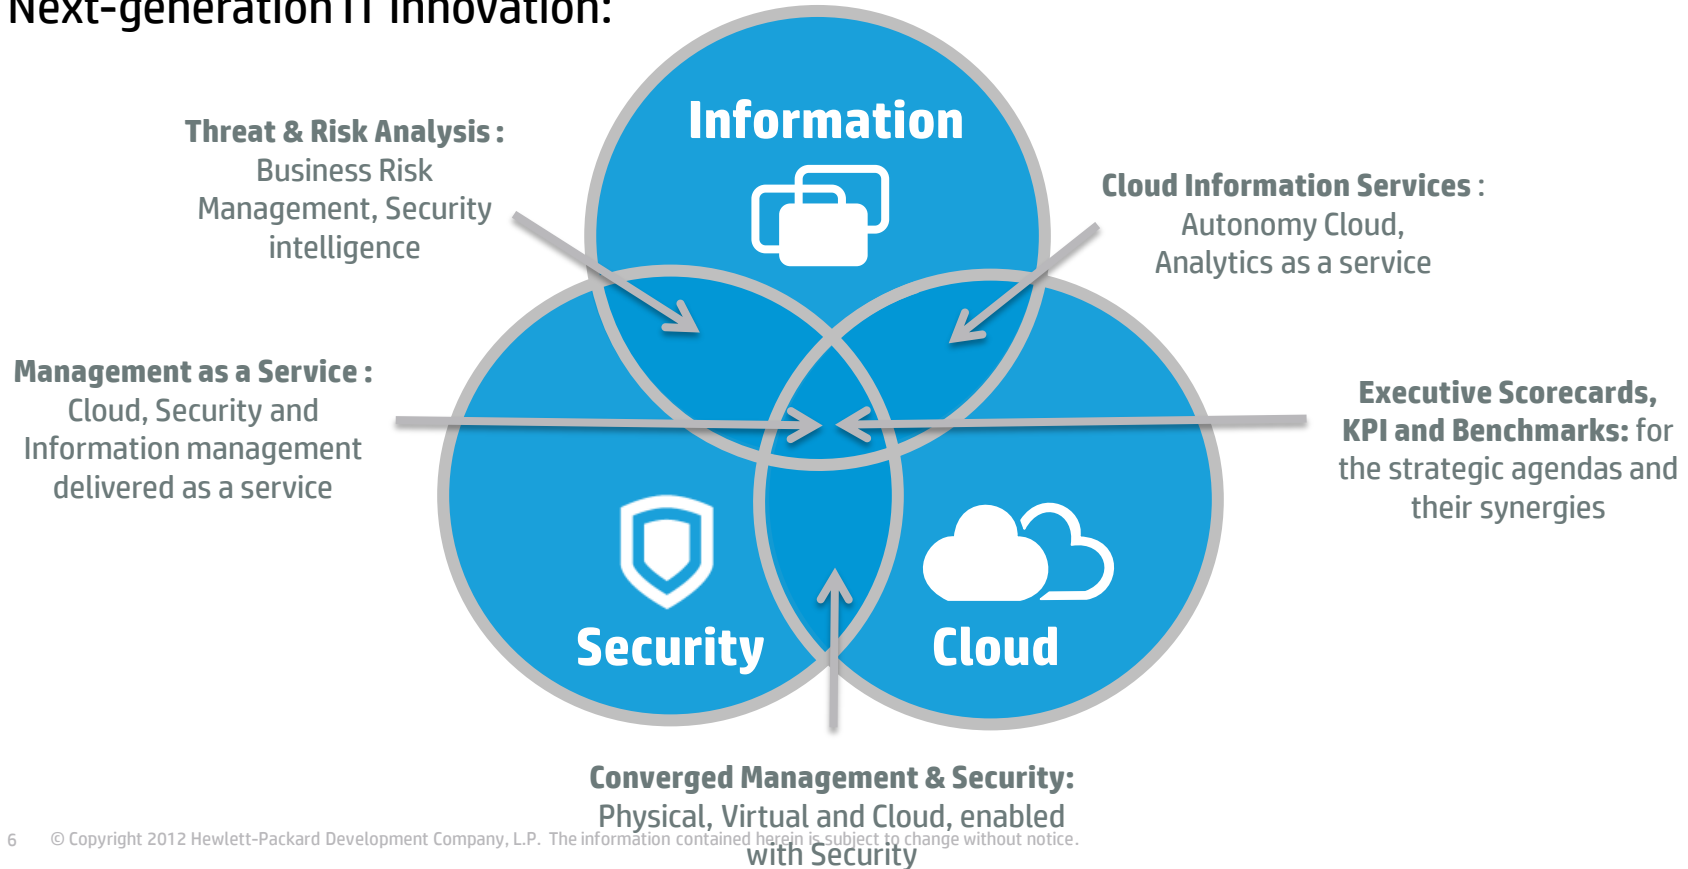 Next-generation IT innovation:
Information
Threat & Risk Analysis :
Business Risk
Management, Security
intelligence
Cloud Information Services :
Autonomy Cloud,
Analytics as a service
Management as a Service :
Cloud, Security and
Information management
delivered as a service
Executive Scorecards,
KPI and Benchmarks: for
the strategic agendas and
their synergies
Security
Cloud
Converged Management & Security:
Physical, Virtual and Cloud, enabled
with Security
6 © Copyright 2012 Hewlett-Packard Development Company, L.P. The information contained herein is subject to change without notice.